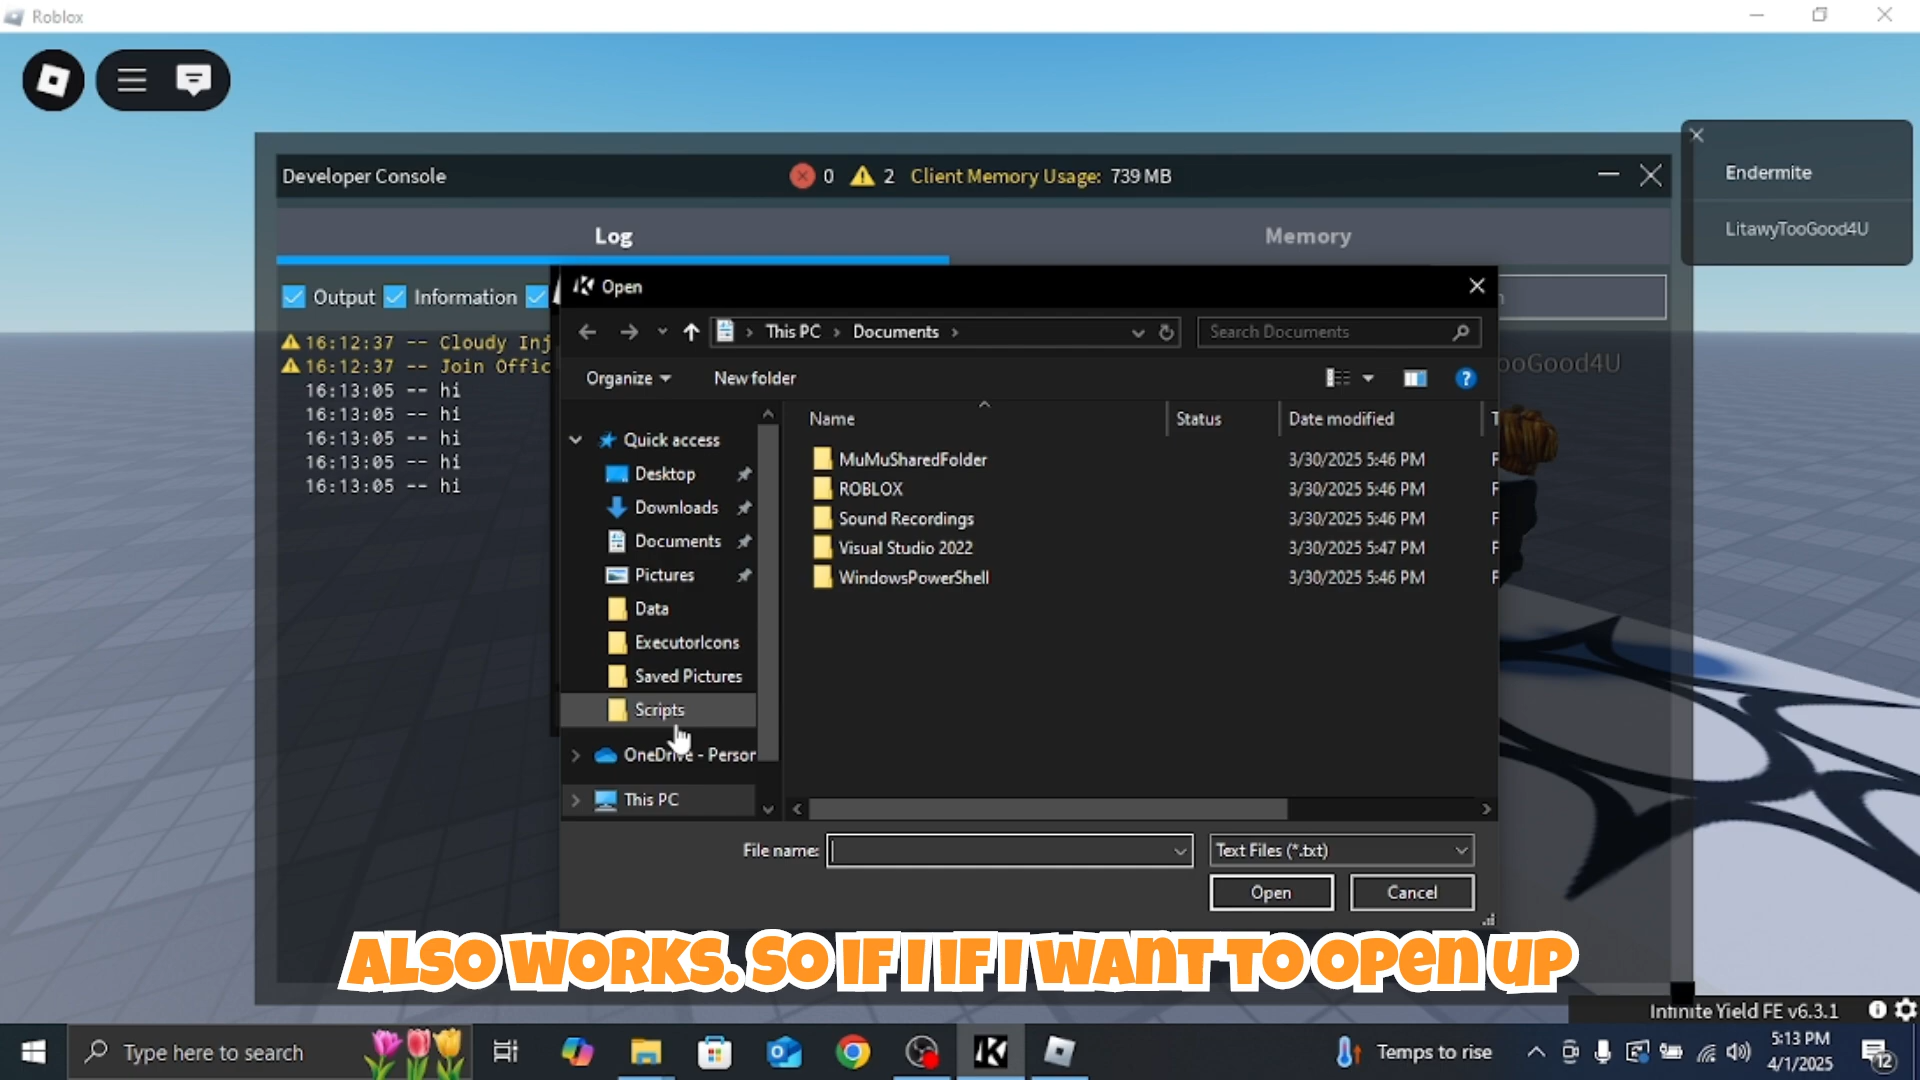 Roblox
Developer Console
0
2
Client Memory Usage: 739 MB
Endermite
LitawyTooGood4U
Log
Memory
Output
Information
16:12:37 -- Cloudy Inj
16:12:37 -- Join Offic
16:13:05 -- hi
16:13:05 -- hi
16:13:05 -- hi
16:13:05 -- hi
16:13:05 -- hi
ooGood4U
Open
This PC
Documents
Search Documents
Organize
New folder
Name
Status
Date modified
Quick access
Desktop
Downloads
Documents
Pictures
Data
ExecutorIcons
Saved Pictures
Scripts
OneDrive - Person
This PC
MuMuSharedFolder 3/30/2025 5:46 PM
ROBLOX 3/30/2025 5:46 PM
Sound Recordings 3/30/2025 5:46 PM
Visual Studio 2022 3/30/2025 5:47 PM
WindowsPowerShell 3/30/2025 5:46 PM
File name:
Text Files (*.txt)
Open
Cancel
ALSO WORKS. SO IF I IF I WANT TO OPEN UP
Infinite Yield FE v6.3.1
Type here to search
Temps to rise
5:13 PM
4/1/2025
12